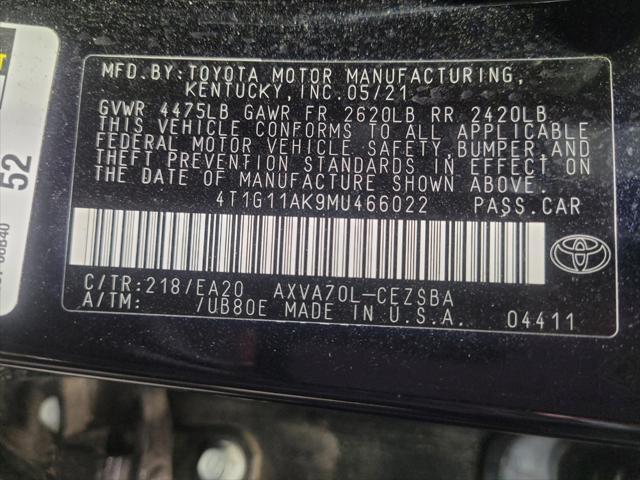 MFD.BY:TOYOTA MOTOR MANUFACTURING,
KENTUCKY, INC.05/21
GVWR 4475LB GAWR FR 2620LB RR 2420LB
THIS VEHICLE CONFORMS TO ALL APPLICABLE
FEDERAL MOTOR VEHICLE SAFETY, BUMPER, AND
THEFT PREVENTION STANDARDS IN EFFECT ON
THE DATE OF MANUFACTURE SHOWN ABOVE.
4T1G11AK9MU466022 PASS.CAR
C/TR:218/EA20 AXVA70L-CEZSBA
A/TM: 7UB80E MADE IN U.S.A. 04411
52